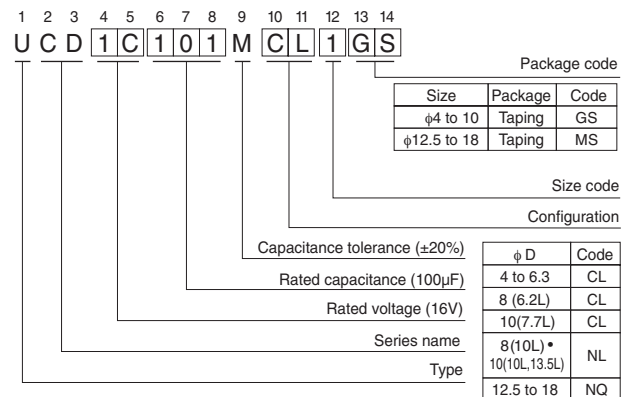 1 2 3 4 5 6 7 8 9 10 11 12 13 14
U C D 1 C 1 0 1 M C L 1 G S
Package code
Size Package Code
φ4 to 10 Taping GS
φ12.5 to 18 Taping MS
Size code
Configuration
Capacitance tolerance (±20%)
Rated capacitance (100µF)
Rated voltage (16V)
Series name
Type
φ D Code
4 to 6.3 CL
8 (6.2L) CL
10(7.7L) CL
8(10L) •
10(10L,13.5L) NL
12.5 to 18 NQ